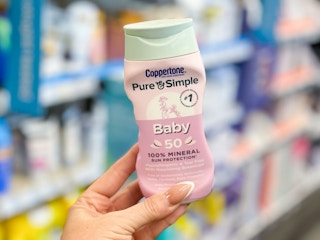 Coppertone
Pure & Simple
#1
Baby
50
100% MINERAL
SUN PROTECTION